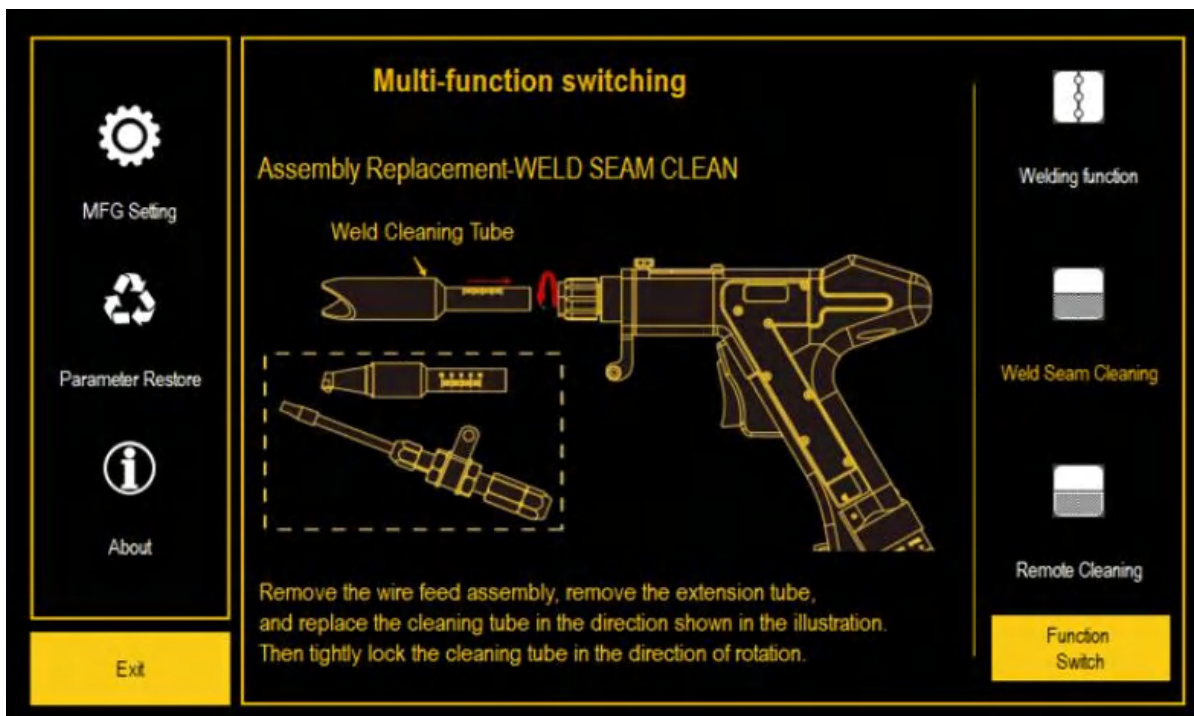 MFG Setting
Parameter Restore
About
Exit
Multi-function switching
Assembly Replacement-WELD SEAM CLEAN
Weld Cleaning Tube
Remove the wire feed assembly, remove the extension tube,
and replace the cleaning tube in the direction shown in the illustration.
Then tightly lock the cleaning tube in the direction of rotation.
Welding function
Weld Seam Cleaning
Remote Cleaning
Function
Switch